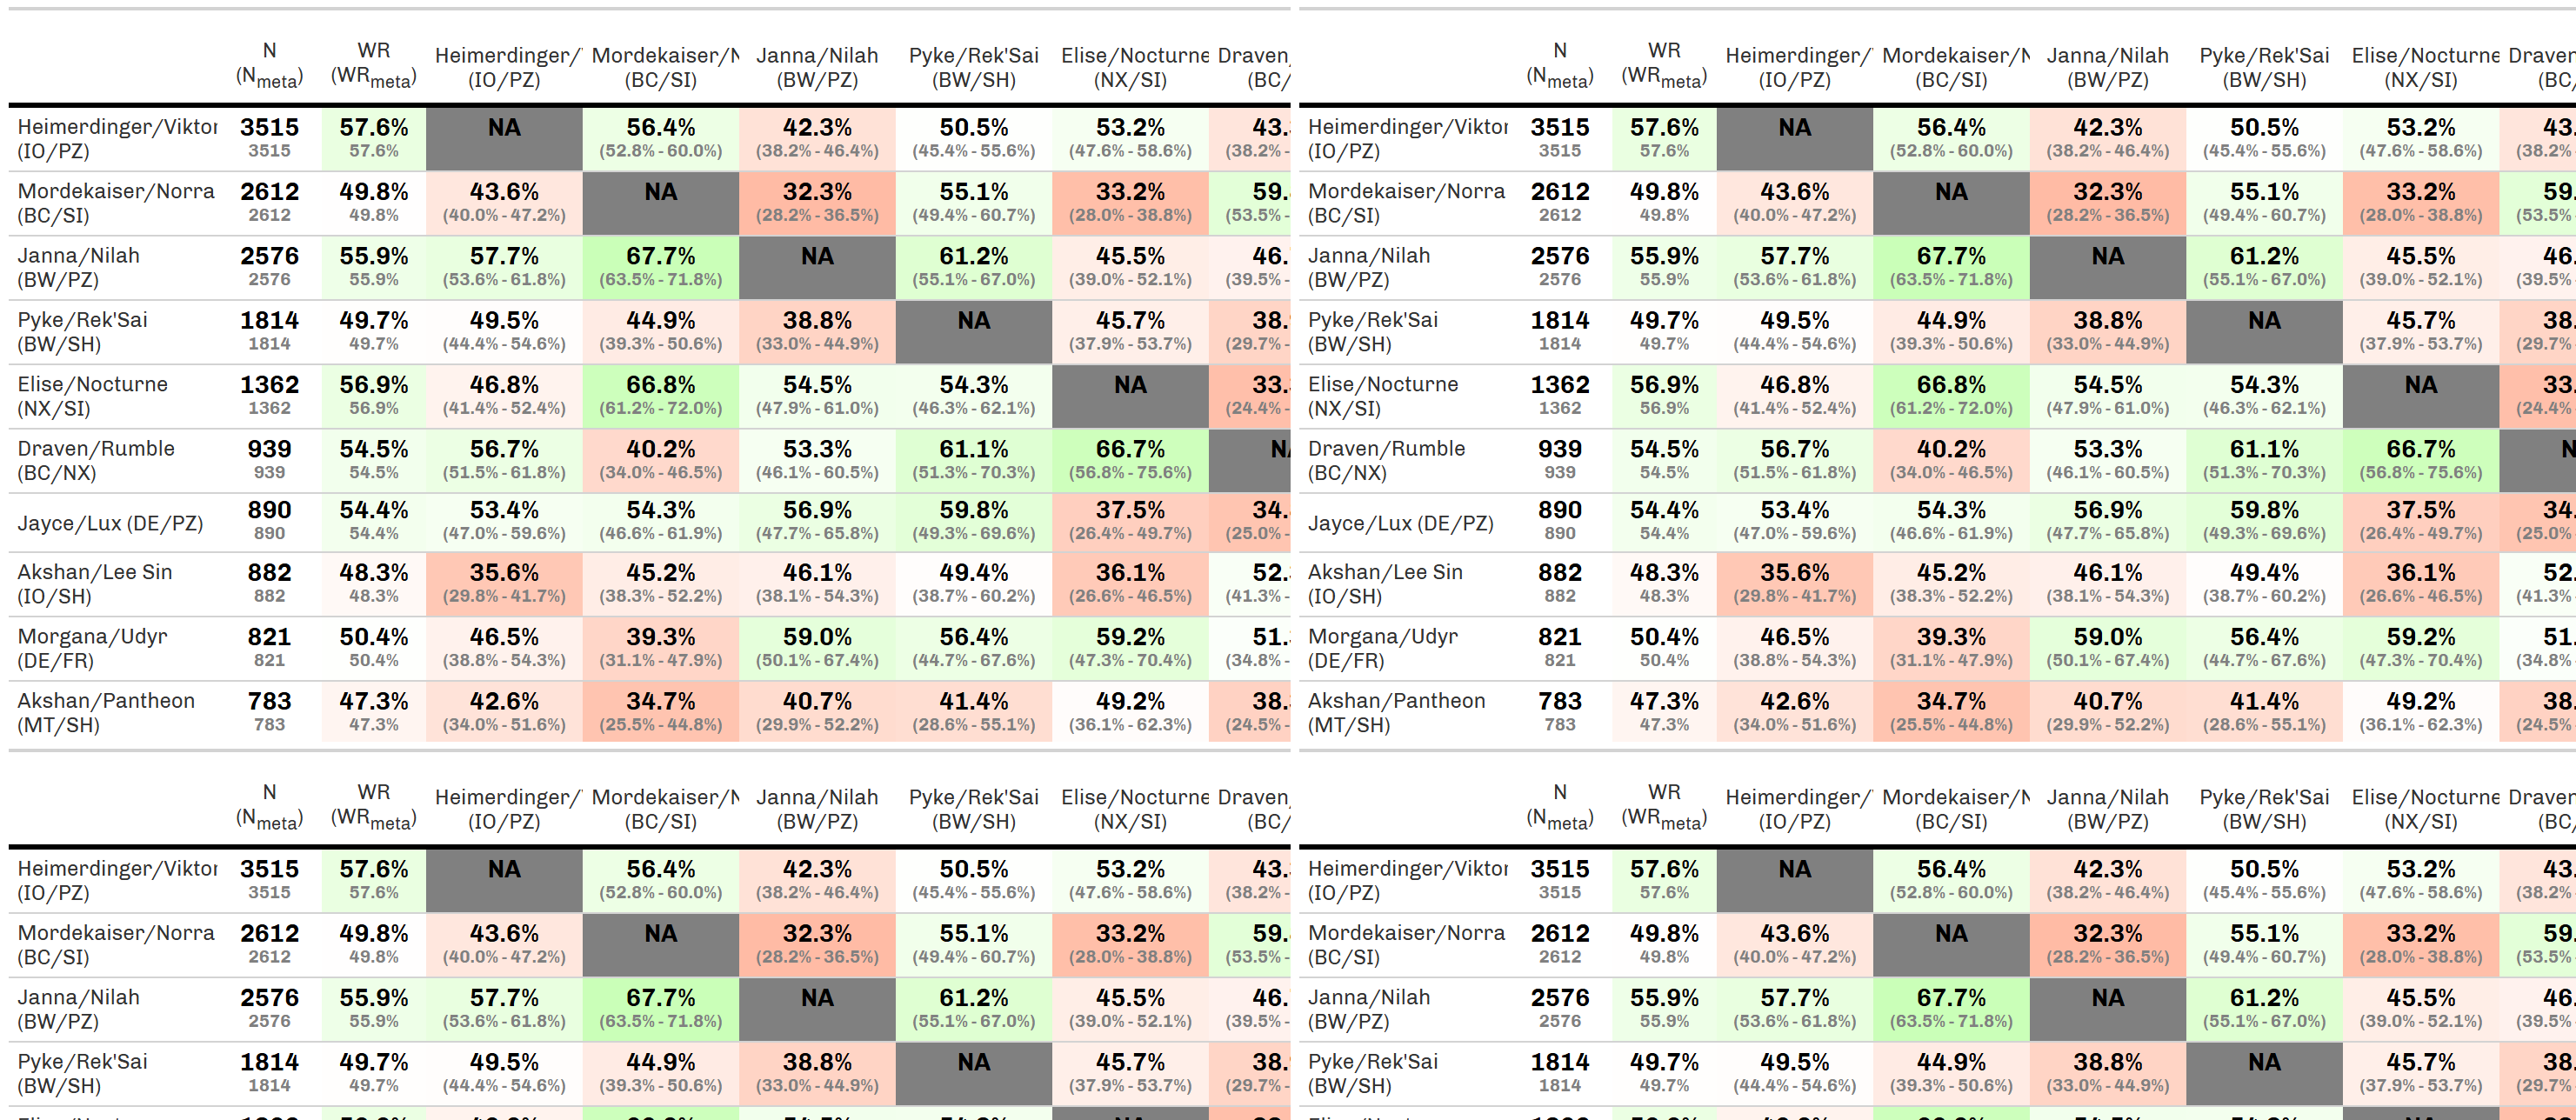 N WR Heimerdinger/ Mordekaiser/N Janna/Nilah Pyke/Rek'Sai Elise/Nocturne Draven/
(Nmeta) (WRmeta) (IO/PZ) (BC/SI) (BW/PZ) (BW/SH) (NX/SI) (BC/
Heimerdinger/Viktor 3515 57.6% NA 56.4% 42.3% 50.5% 53.2% 43.
(IO/PZ) 3515 57.6% (52.8% - 60.0%) (38.2% - 46.4%) (45.4% - 55.6%) (47.6% - 58.6%) (38.2% -
Mordekaiser/Norra 2612 49.8% 43.6% NA 32.3% 55.1% 33.2% 59.
(BC/SI) 2612 49.8% (40.0% - 47.2%) (28.2% - 36.5%) (49.4% - 60.7%) (28.0% - 38.8%) (53.5% -
Janna/Nilah 2576 55.9% 57.7% 67.7% NA 61.2% 45.5% 46.
(BW/PZ) 2576 55.9% (53.6% - 61.8%) (63.5% - 71.8%) (55.1% - 67.0%) (39.0% - 52.1%) (39.5% -
Pyke/Rek'Sai 1814 49.7% 49.5% 44.9% 38.8% NA 45.7% 38.
(BW/SH) 1814 49.7% (44.4% - 54.6%) (39.3% - 50.6%) (33.0% - 44.9%) (37.9% - 53.7%) (29.7% -
Elise/Nocturne 1362 56.9% 46.8% 66.8% 54.5% 54.3% NA 33.
(NX/SI) 1362 56.9% (41.4% - 52.4%) (61.2% - 72.0%) (47.9% - 61.0%) (46.3% - 62.1%) (24.4% -
Draven/Rumble 939 54.5% 56.7% 40.2% 53.3% 61.1% 66.7% N
(BC/NX) 939 54.5% (51.5% - 61.8%) (34.0% - 46.5%) (46.1% - 60.5%) (51.3% - 70.3%) (56.8% - 75.6%)
Jayce/Lux (DE/PZ) 890 54.4% 53.4% 54.3% 56.9% 59.8% 37.5% 34.
890 54.4% (47.0% - 59.6%) (46.6% - 61.9%) (47.7% - 65.8%) (49.3% - 69.6%) (26.4% - 49.7%) (25.0% -
Akshan/Lee Sin 882 48.3% 35.6% 45.2% 46.1% 49.4% 36.1% 52.
(IO/SH) 882 48.3% (29.8% - 41.7%) (38.3% - 52.2%) (38.1% - 54.3%) (38.7% - 60.2%) (26.6% - 46.5%) (41.3% -
Morgana/Udyr 821 50.4% 46.5% 39.3% 59.0% 56.4% 59.2% 51.
(DE/FR) 821 50.4% (38.8% - 54.3%) (31.1% - 47.9%) (50.1% - 67.4%) (44.7% - 67.6%) (47.3% - 70.4%) (34.8% -
Akshan/Pantheon 783 47.3% 42.6% 34.7% 40.7% 41.4% 49.2% 38.
(MT/SH) 783 47.3% (34.0% - 51.6%) (25.5% - 44.8%) (29.9% - 52.2%) (28.6% - 55.1%) (36.1% - 62.3%) (24.5% -
N WR Heimerdinger/ Mordekaiser/N Janna/Nilah Pyke/Rek'Sai Elise/Nocturne Draven
(Nmeta) (WRmeta) (IO/PZ) (BC/SI) (BW/PZ) (BW/SH) (NX/SI) (BC/
Heimerdinger/Viktor 3515 57.6% NA 56.4% 42.3% 50.5% 53.2% 43.
(IO/PZ) 3515 57.6% (52.8% - 60.0%) (38.2% - 46.4%) (45.4% - 55.6%) (47.6% - 58.6%) (38.2%
Mordekaiser/Norra 2612 49.8% 43.6% NA 32.3% 55.1% 33.2% 59.
(BC/SI) 2612 49.8% (40.0% - 47.2%) (28.2% - 36.5%) (49.4% - 60.7%) (28.0% - 38.8%) (53.5%
Janna/Nilah 2576 55.9% 57.7% 67.7% NA 61.2% 45.5% 46.
(BW/PZ) 2576 55.9% (53.6% - 61.8%) (63.5% - 71.8%) (55.1% - 67.0%) (39.0% - 52.1%) (39.5%
Pyke/Rek'Sai 1814 49.7% 49.5% 44.9% 38.8% NA 45.7% 38.
(BW/SH) 1814 49.7% (44.4% - 54.6%) (39.3% - 50.6%) (33.0% - 44.9%) (37.9% - 53.7%) (29.7%
Elise/Nocturne 1362 56.9% 46.8% 66.8% 54.5% 54.3% NA 33.
(NX/SI) 1362 56.9% (41.4% - 52.4%) (61.2% - 72.0%) (47.9% - 61.0%) (46.3% - 62.1%) (24.4%
Draven/Rumble 939 54.5% 56.7% 40.2% 53.3% 61.1% 66.7% N
(BC/NX) 939 54.5% (51.5% - 61.8%) (34.0% - 46.5%) (46.1% - 60.5%) (51.3% - 70.3%) (56.8% - 75.6%)
Jayce/Lux (DE/PZ) 890 54.4% 53.4% 54.3% 56.9% 59.8% 37.5% 34.
890 54.4% (47.0% - 59.6%) (46.6% - 61.9%) (47.7% - 65.8%) (49.3% - 69.6%) (26.4% - 49.7%) (25.0%
Akshan/Lee Sin 882 48.3% 35.6% 45.2% 46.1% 49.4% 36.1% 52.
(IO/SH) 882 48.3% (29.8% - 41.7%) (38.3% - 52.2%) (38.1% - 54.3%) (38.7% - 60.2%) (26.6% - 46.5%) (41.3%
Morgana/Udyr 821 50.4% 46.5% 39.3% 59.0% 56.4% 59.2% 51.
(DE/FR) 821 50.4% (38.8% - 54.3%) (31.1% - 47.9%) (50.1% - 67.4%) (44.7% - 67.6%) (47.3% - 70.4%) (34.8%
Akshan/Pantheon 783 47.3% 42.6% 34.7% 40.7% 41.4% 49.2% 38.
(MT/SH) 783 47.3% (34.0% - 51.6%) (25.5% - 44.8%) (29.9% - 52.2%) (28.6% - 55.1%) (36.1% - 62.3%) (24.5%
N WR Heimerdinger/ Mordekaiser/N Janna/Nilah Pyke/Rek'Sai Elise/Nocturne Draven/
(Nmeta) (WRmeta) (IO/PZ) (BC/SI) (BW/PZ) (BW/SH) (NX/SI) (BC/
Heimerdinger/Viktor 3515 57.6% NA 56.4% 42.3% 50.5% 53.2% 43.
(IO/PZ) 3515 57.6% (52.8% - 60.0%) (38.2% - 46.4%) (45.4% - 55.6%) (47.6% - 58.6%) (38.2% -
Mordekaiser/Norra 2612 49.8% 43.6% NA 32.3% 55.1% 33.2% 59.
(BC/SI) 2612 49.8% (40.0% - 47.2%) (28.2% - 36.5%) (49.4% - 60.7%) (28.0% - 38.8%) (53.5% -
Janna/Nilah 2576 55.9% 57.7% 67.7% NA 61.2% 45.5% 46.
(BW/PZ) 2576 55.9% (53.6% - 61.8%) (63.5% - 71.8%) (55.1% - 67.0%) (39.0% - 52.1%) (39.5% -
Pyke/Rek'Sai 1814 49.7% 49.5% 44.9% 38.8% NA 45.7% 38.
(BW/SH) 1814 49.7% (44.4% - 54.6%) (39.3% - 50.6%) (33.0% - 44.9%) (37.9% - 53.7%) (29.7% -
N WR Heimerdinger/ Mordekaiser/N Janna/Nilah Pyke/Rek'Sai Elise/Nocturne Draven
(Nmeta) (WRmeta) (IO/PZ) (BC/SI) (BW/PZ) (BW/SH) (NX/SI) (BC/
Heimerdinger/Viktor 3515 57.6% NA 56.4% 42.3% 50.5% 53.2% 43.
(IO/PZ) 3515 57.6% (52.8% - 60.0%) (38.2% - 46.4%) (45.4% - 55.6%) (47.6% - 58.6%) (38.2%
Mordekaiser/Norra 2612 49.8% 43.6% NA 32.3% 55.1% 33.2% 59.
(BC/SI) 2612 49.8% (40.0% - 47.2%) (28.2% - 36.5%) (49.4% - 60.7%) (28.0% - 38.8%) (53.5%
Janna/Nilah 2576 55.9% 57.7% 67.7% NA 61.2% 45.5% 46.
(BW/PZ) 2576 55.9% (53.6% - 61.8%) (63.5% - 71.8%) (55.1% - 67.0%) (39.0% - 52.1%) (39.5%
Pyke/Rek'Sai 1814 49.7% 49.5% 44.9% 38.8% NA 45.7% 38.
(BW/SH) 1814 49.7% (44.4% - 54.6%) (39.3% - 50.6%) (33.0% - 44.9%) (37.9% - 53.7%) (29.7%